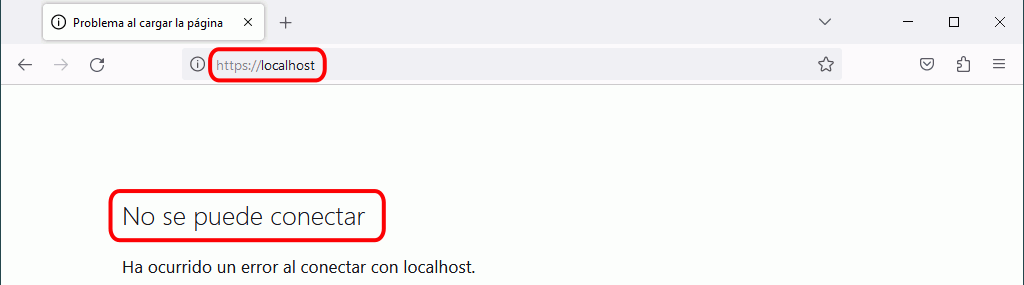 Problema al cargar la página
https://localhost
No se puede conectar
Ha ocurrido un error al conectar con localhost.